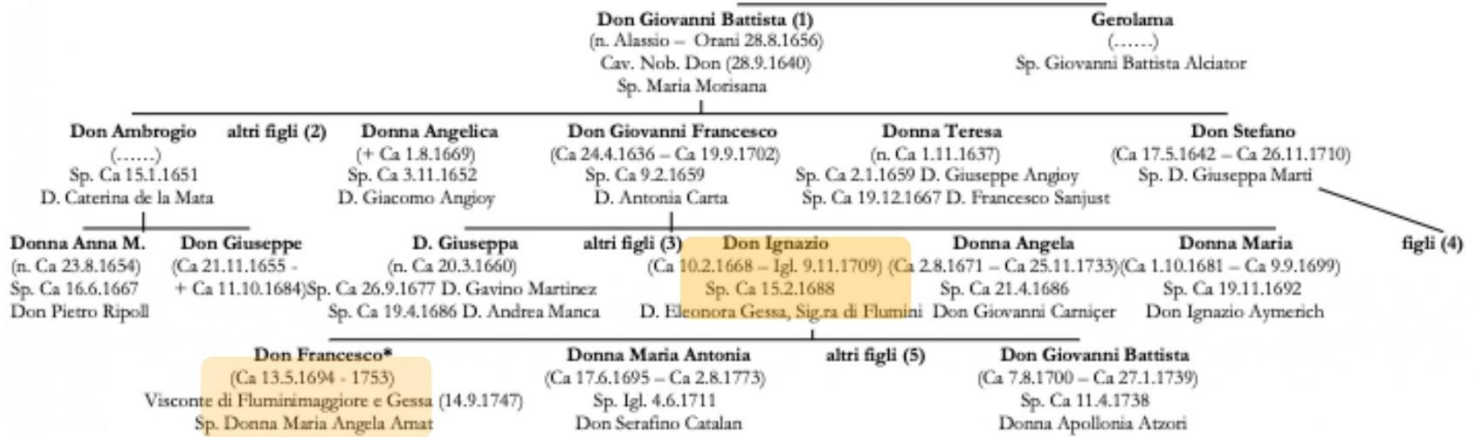 Don Giovanni Battista (1) Gerolama
(n. Alassio – Orani 28.8.1656) (......)
Cav. Nob. Don (28.9.1640) Sp. Giovanni Battista Alciator
Sp. Maria Morisana
Don Ambrogio altri figli (2) Donna Angelica Don Giovanni Francesco Donna Teresa Don Stefano
(......) (+ Ca 1.8.1669) (Ca 24.4.1636 – Ca 19.9.1702) (n. Ca 1.11.1637) (Ca 17.5.1642 – Ca 26.11.1710)
Sp. Ca 15.1.1651 Sp. Ca 3.11.1652 Sp. Ca 9.2.1659 Sp. Ca 2.1.1659 D. Giuseppe Angioy Sp. D. Giuseppa Marti
D. Caterina de la Mata D. Giacomo Angioy D. Antonia Carta Sp. Ca 19.12.1667 D. Francesco Sanjust
Donna Anna M. Don Giuseppe D. Giuseppa altri figli (3) Don Ignazio Donna Angela Donna Maria figli (4)
(n. Ca 23.8.1654) (Ca 21.11.1655 - (n. Ca 20.3.1660) (Ca 10.2.1668 – Igl. 9.11.1709) (Ca 2.8.1671 – Ca 25.11.1733)(Ca 1.10.1681 – Ca 9.9.1699)
Sp. Ca 16.6.1667 + Ca 11.10.1684)Sp. Ca 26.9.1677 D. Gavino Martinez Sp. Ca 15.2.1688 Sp. Ca 21.4.1686 Sp. Ca 19.11.1692
Don Pietro Ripoll Sp. Ca 19.4.1686 D. Andrea Manca D. Eleonora Gessa, Sig.ra di Flumini Don Giovanni Carniçer Don Ignazio Aymerich
Don Francesco* Donna Maria Antonia altri figli (5) Don Giovanni Battista
(Ca 13.5.1694 - 1753) (Ca 17.6.1695 – Ca 2.8.1773) (Ca 7.8.1700 – Ca 27.1.1739)
Visconte di Fluminimaggiore e Gessa (14.9.1747) Sp. Igl. 4.6.1711 Sp. Ca 11.4.1738
Sp. Donna Maria Angela Amat Don Serafino Catalan Donna Apollonia Atzori